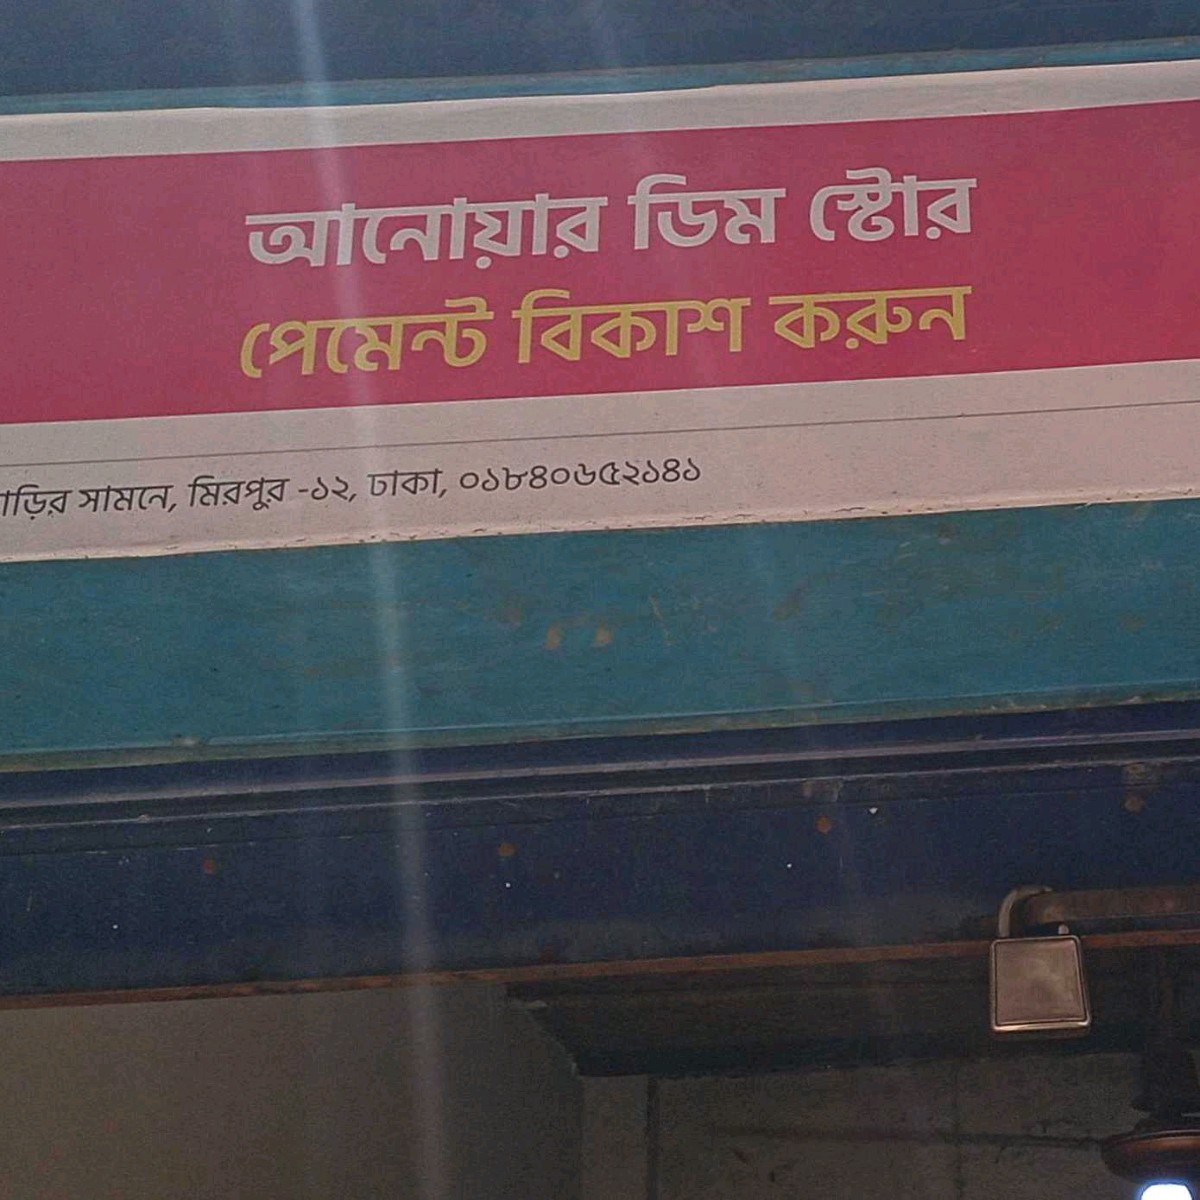 আনোয়ার ডিম স্টোর
পেমেন্ট বিকাশ করুন
সামনে, মিরপুর -১২, ঢাকা, ০১৮৪০৬৫২১৪১